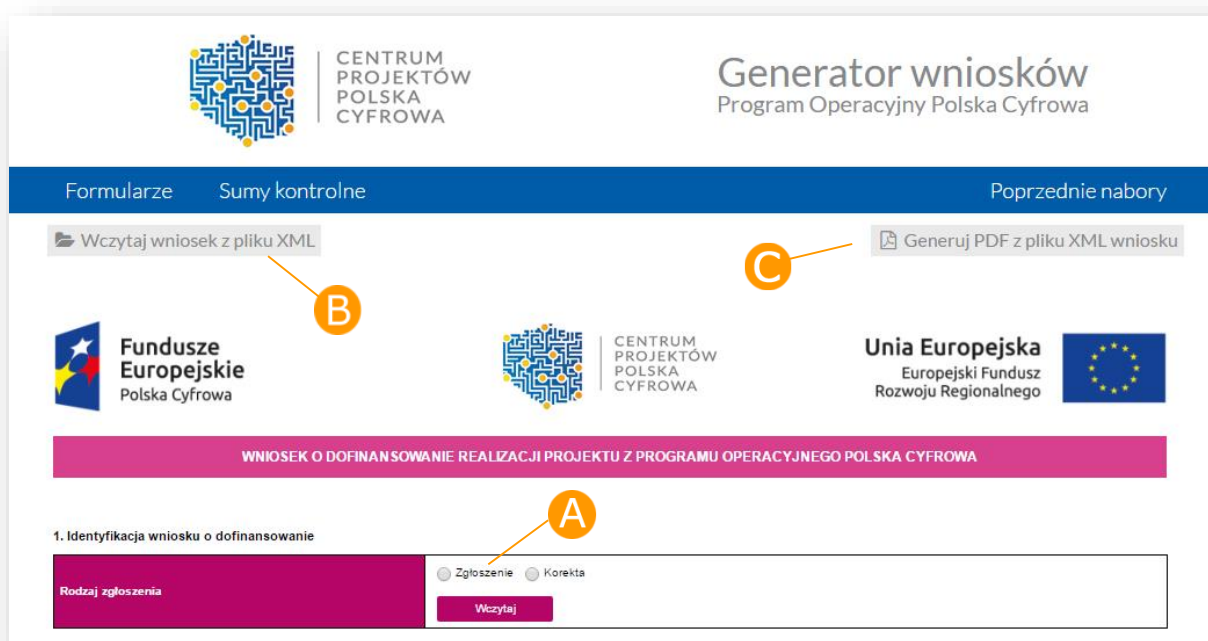 CENTRUM
PROJEKTÓW
POLSKA
CYFROWA
Generator wniosków
Program Operacyjny Polska Cyfrowa
Formularze Sumy kontrolne Poprzednie nabory
Wczytaj wniosek z pliku XML
Generuj PDF z pliku XML wniosku
C
B
Fundusze
Europejskie
Polska Cyfrowa
CENTRUM
PROJEKTÓW
POLSKA
CYFROWA
Unia Europejska
Europejski Fundusz
Rozwoju Regionalnego
WNIOSEK O DOFINANSOWANIE REALIZACJI PROJEKTU Z PROGRAMU OPERACYJNEGO POLSKA CYFROWA
A
1. Identyfikacja wniosku o dofinansowanie
Rodzaj zgłoszenia
Zgłoszenie Korekta
Wczytaj